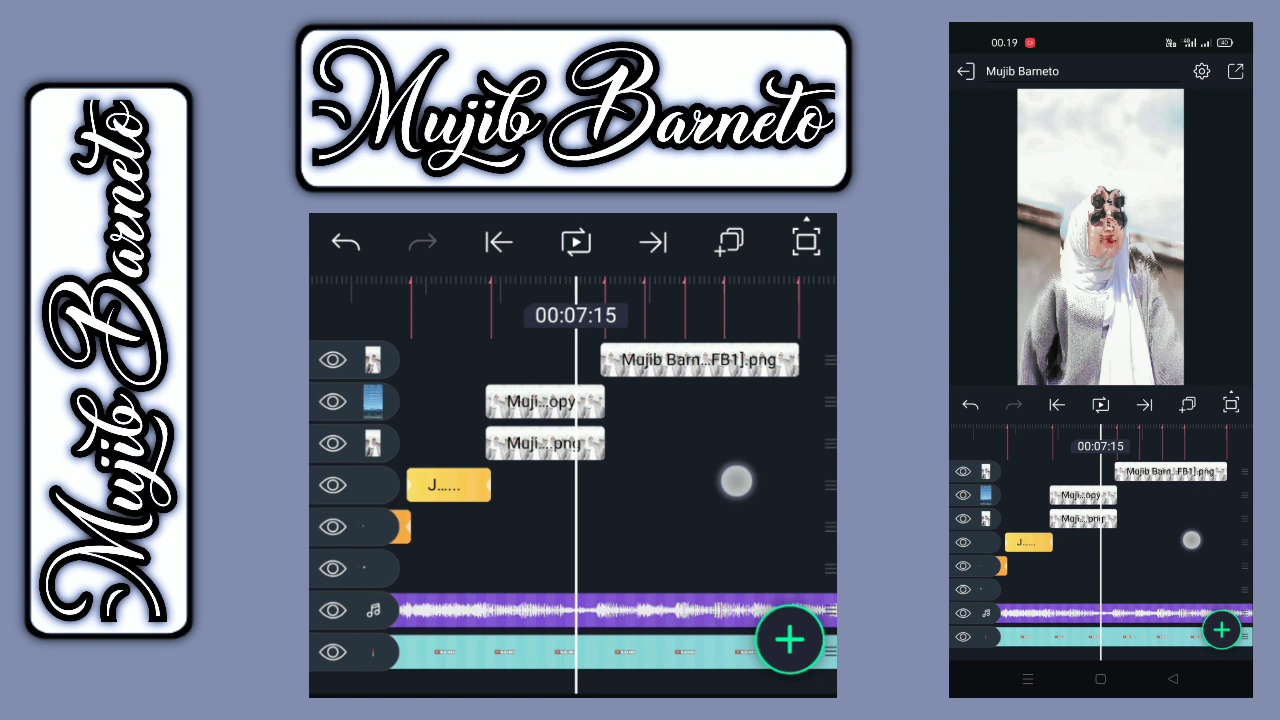 Mujib Barneto
Mujib Barneto
00:07:15
Mujib Barn...FB1].png
Muji...opy
Muji....png
J......
00.19
Mujib Barneto
00:07:15
Mujib Barn...FB1].png
Muji...opy
Muji....png
J......